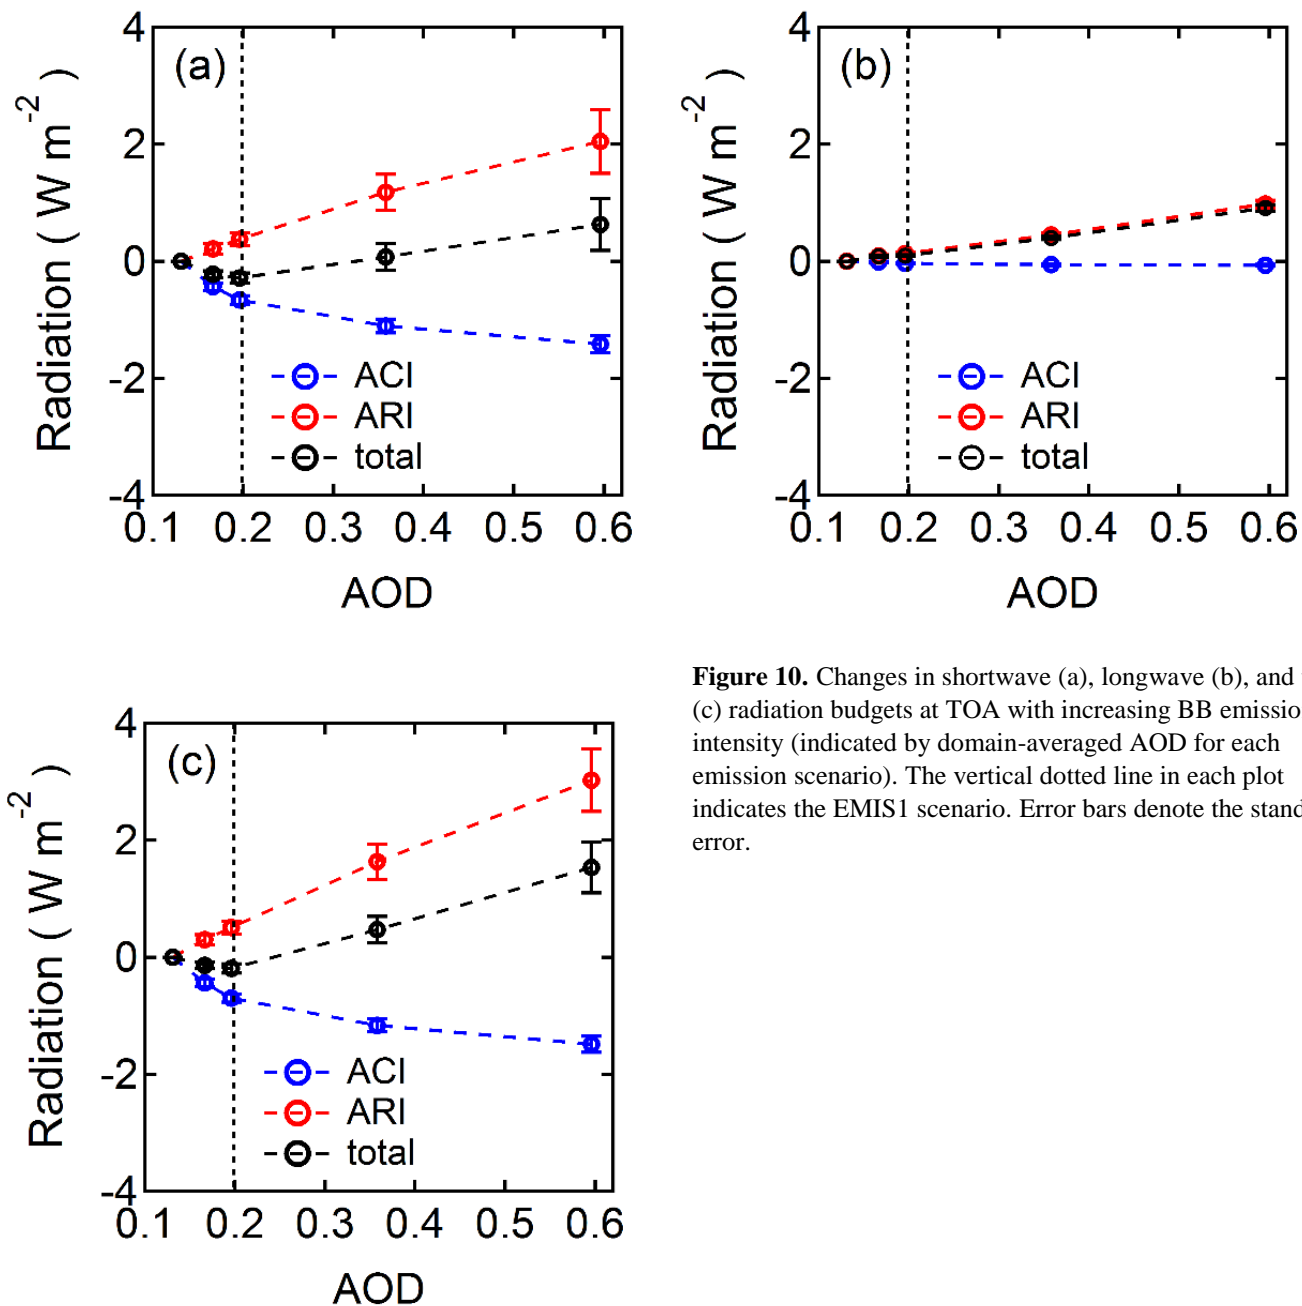 (a)
4
2
0
-2
-4
Radiation ( W m-2 )
ACI
ARI
total
0.1 0.2 0.3 0.4 0.5 0.6
AOD
(b)
4
2
0
-2
-4
Radiation ( W m-2 )
ACI
ARI
total
0.1 0.2 0.3 0.4 0.5 0.6
AOD
(c)
4
2
0
-2
-4
Radiation ( W m-2 )
ACI
ARI
total
0.1 0.2 0.3 0.4 0.5 0.6
AOD
Figure 10. Changes in shortwave (a), longwave (b), and
(c) radiation budgets at TOA with increasing BB emissio
intensity (indicated by domain-averaged AOD for each
emission scenario). The vertical dotted line in each plot
indicates the EMIS1 scenario. Error bars denote the stand
error.